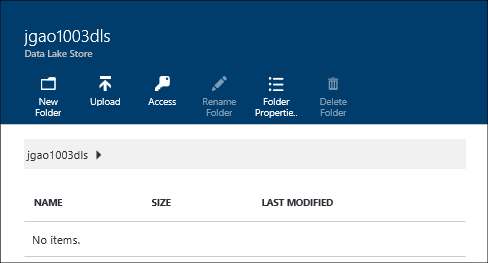 jgao1003dls
Data Lake Store
New Upload Access Rename Folder Delete
Folder Folder Propertie.. Folder
jgao1003dls
NAME SIZE LAST MODIFIED
No items.